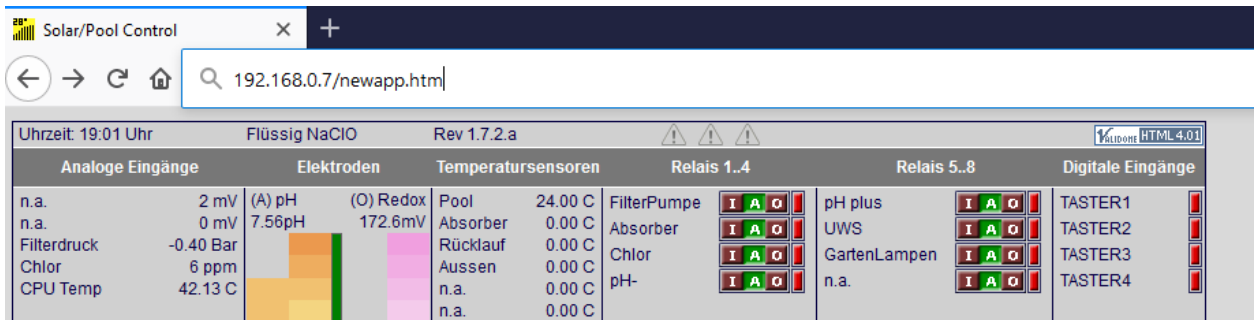 28°
Solar/Pool Control
192.168.0.7/newapp.htm
Uhrzeit: 19:01 Uhr Flüssig NaClO Rev 1.7.2.a VALIDOME HTML 4.01
Analoge Eingänge Elektroden Temperatursensoren Relais 1..4 Relais 5..8 Digitale Eingänge
n.a. 2 mV (A) pH (O) Redox Pool 24.00 C FilterPumpe I A O pH plus I A O TASTER1
n.a. 0 mV 7.56pH 172.6mV Absorber 0.00 C Absorber I A O UWS I A O TASTER2
Filterdruck -0.40 Bar Rücklauf 0.00 C Chlor I A O GartenLampen I A O TASTER3
Chlor 6 ppm Aussen 0.00 C pH- I A O n.a. I A O TASTER4
CPU Temp 42.13 C n.a. 0.00 C
n.a. 0.00 C